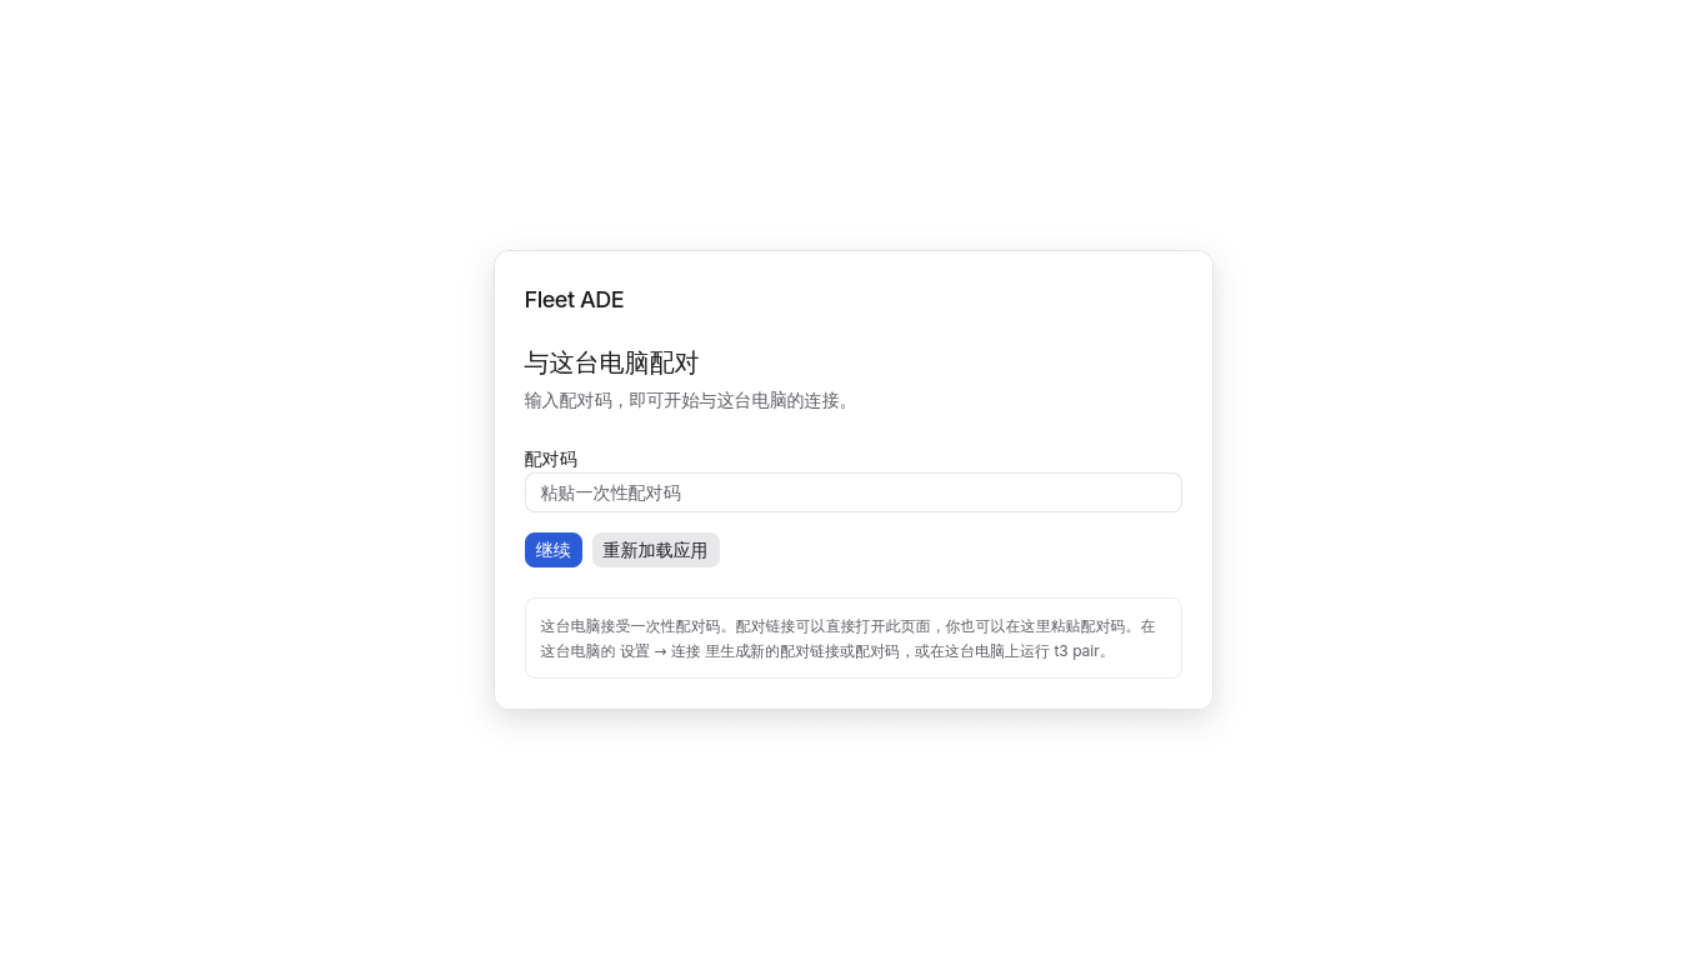 Fleet ADE
与这台电脑配对
输入配对码，即可开始与这台电脑的连接。
配对码
粘贴一次性配对码
继续
重新加载应用
这台电脑接受一次性配对码。配对链接可以直接打开此页面，你也可以在这里粘贴配对码。在
这台电脑的 设置 → 连接 里生成新的配对链接或配对码，或在这台电脑上运行 t3 pair。